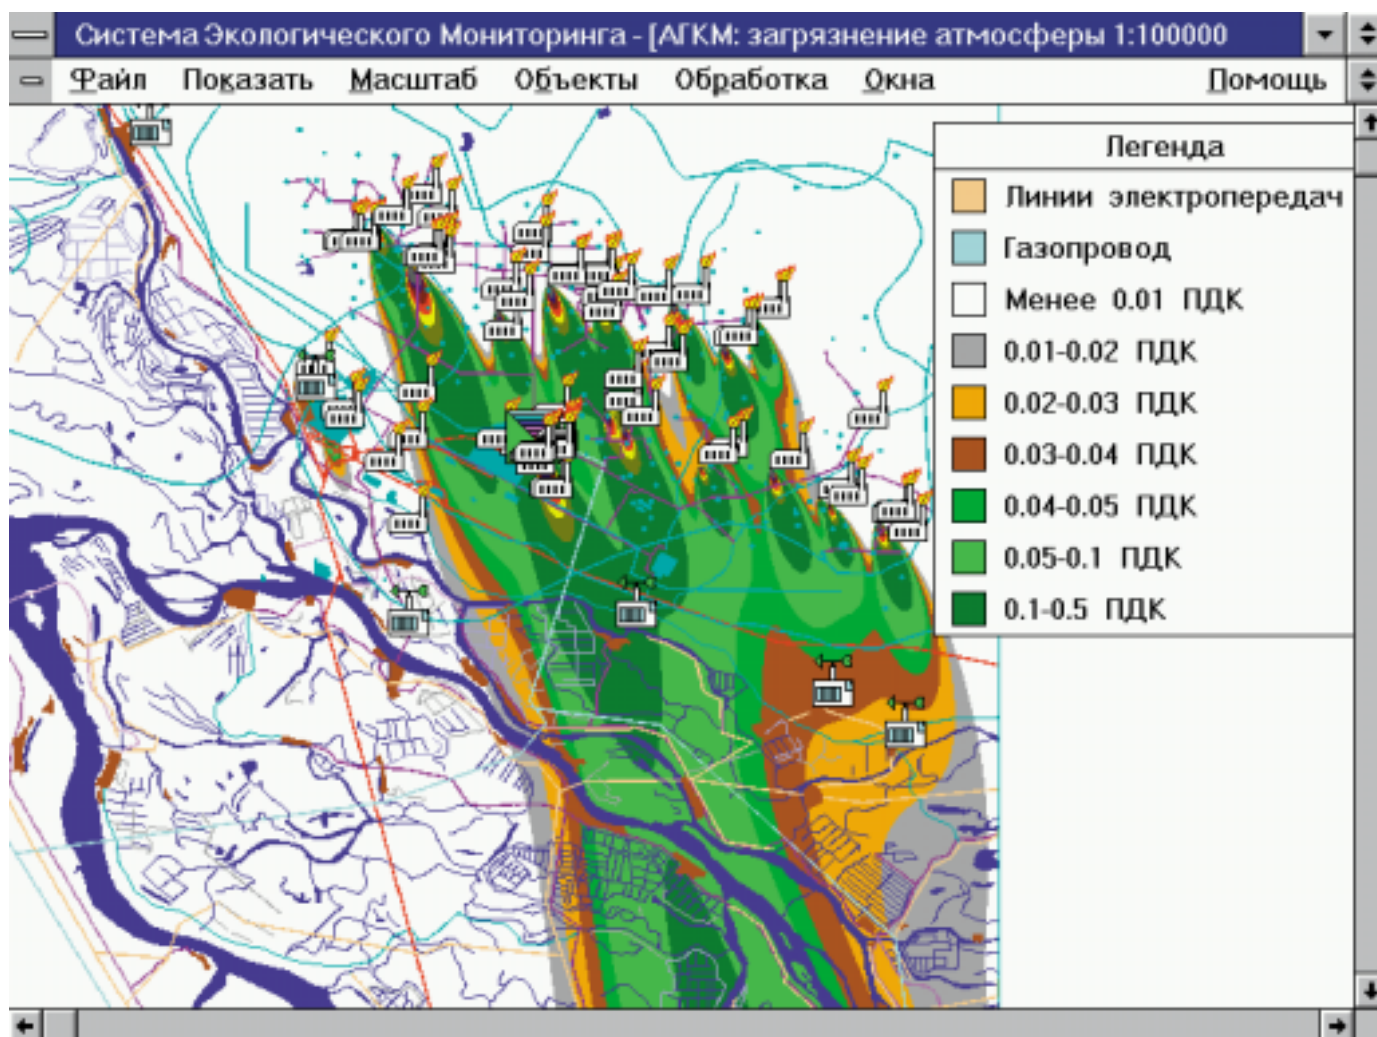 Система Экологического Мониторинга - [АГКМ: загрязнение атмосферы 1:100000
Файл Показать Масштаб Объекты Обработка Окна Помощь
Легенда
Линии электропередач
Газопровод
Менее 0.01 ПДК
0.01-0.02 ПДК
0.02-0.03 ПДК
0.03-0.04 ПДК
0.04-0.05 ПДК
0.05-0.1 ПДК
0.1-0.5 ПДК